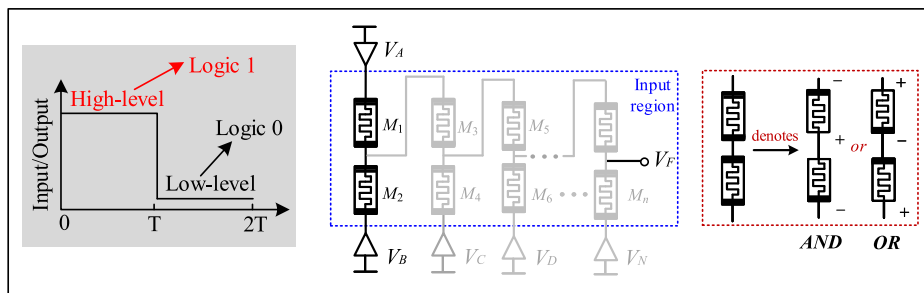 Logic 1
High-level
Logic 0
Low-level
Input/Output
0 T 2T
V_A
Input
region
M_1 M_3 M_5
V_F
M_2 M_4 M_6 M_n
V_B V_C V_D V_N
denotes
or
− +
+ −
− +
AND OR